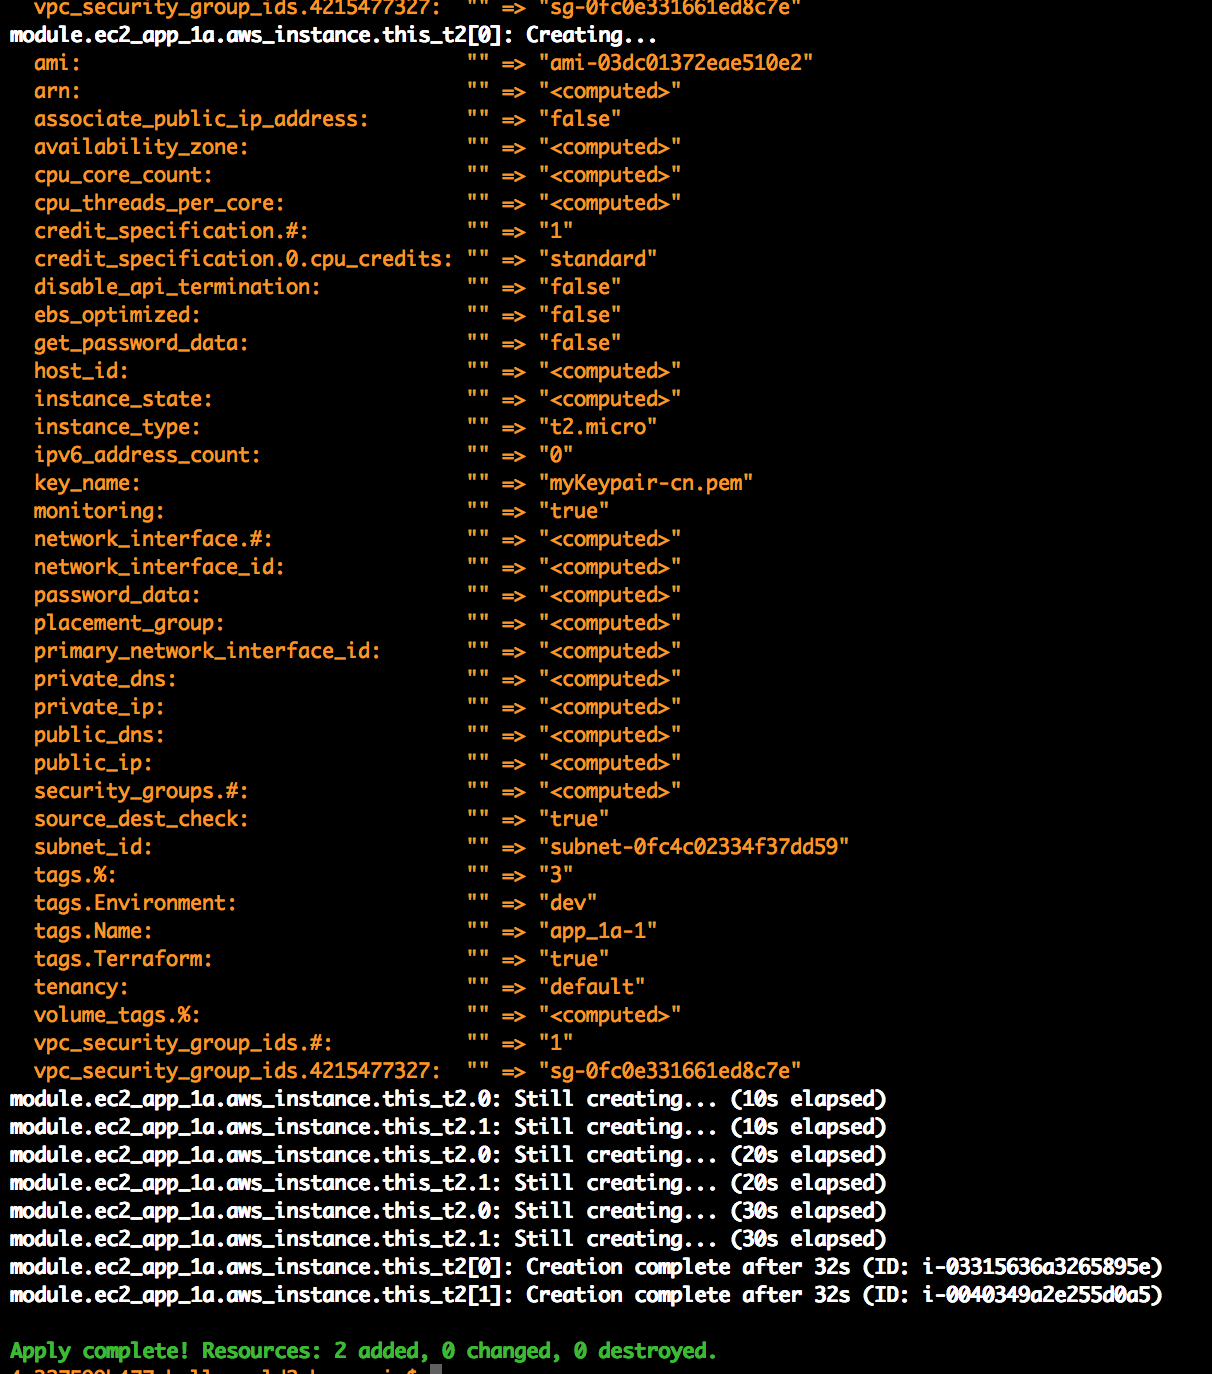 vpc_security_group_ids.4215477327: "" => "sg-0fc0e331661ed8c7e"
module.ec2_app_1a.aws_instance.this_t2[0]: Creating...
ami: "" => "ami-03dc01372eae510e2"
arn: "" => "<computed>"
associate_public_ip_address: "" => "false"
availability_zone: "" => "<computed>"
cpu_core_count: "" => "<computed>"
cpu_threads_per_core: "" => "<computed>"
credit_specification.#: "" => "1"
credit_specification.0.cpu_credits: "" => "standard"
disable_api_termination: "" => "false"
ebs_optimized: "" => "false"
get_password_data: "" => "false"
host_id: "" => "<computed>"
instance_state: "" => "<computed>"
instance_type: "" => "t2.micro"
ipv6_address_count: "" => "0"
key_name: "" => "myKeypair-cn.pem"
monitoring: "" => "true"
network_interface.#: "" => "<computed>"
network_interface_id: "" => "<computed>"
password_data: "" => "<computed>"
placement_group: "" => "<computed>"
primary_network_interface_id: "" => "<computed>"
private_dns: "" => "<computed>"
private_ip: "" => "<computed>"
public_dns: "" => "<computed>"
public_ip: "" => "<computed>"
security_groups.#: "" => "<computed>"
source_dest_check: "" => "true"
subnet_id: "" => "subnet-0fc4c02334f37dd59"
tags.%: "" => "3"
tags.Environment: "" => "dev"
tags.Name: "" => "app_1a-1"
tags.Terraform: "" => "true"
tenancy: "" => "default"
volume_tags.%: "" => "<computed>"
vpc_security_group_ids.#: "" => "1"
vpc_security_group_ids.4215477327: "" => "sg-0fc0e331661ed8c7e"
module.ec2_app_1a.aws_instance.this_t2.0: Still creating... (10s elapsed)
module.ec2_app_1a.aws_instance.this_t2.1: Still creating... (10s elapsed)
module.ec2_app_1a.aws_instance.this_t2.0: Still creating... (20s elapsed)
module.ec2_app_1a.aws_instance.this_t2.1: Still creating... (20s elapsed)
module.ec2_app_1a.aws_instance.this_t2.0: Still creating... (30s elapsed)
module.ec2_app_1a.aws_instance.this_t2.1: Still creating... (30s elapsed)
module.ec2_app_1a.aws_instance.this_t2[0]: Creation complete after 32s (ID: i-03315636a3265895e)
module.ec2_app_1a.aws_instance.this_t2[1]: Creation complete after 32s (ID: i-0040349a2e255d0a5)
Apply complete! Resources: 2 added, 0 changed, 0 destroyed.